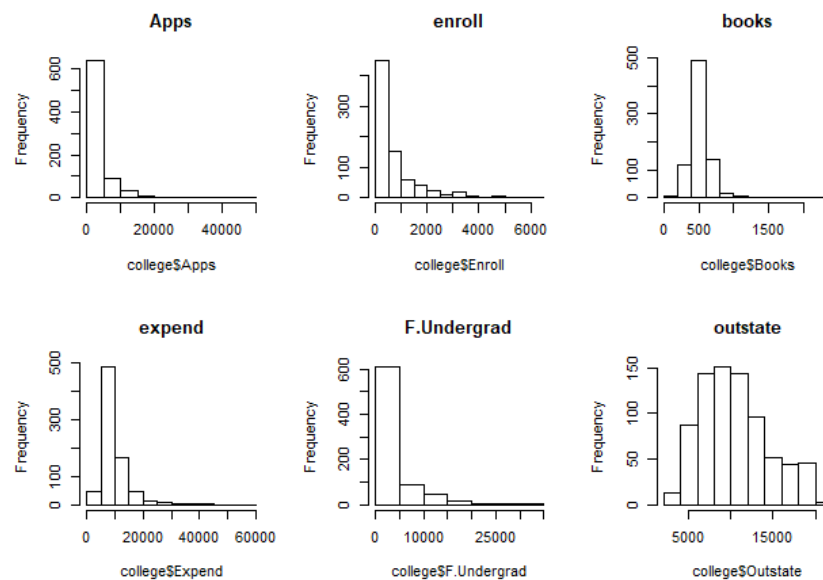 Apps
Frequency
0 200 400 600
0 20000 40000
college$Apps
enroll
Frequency
0 100 300
0 2000 4000 6000
college$Enroll
books
Frequency
0 100 300 500
0 500 1500
college$Books
expend
Frequency
0 100 300 500
0 20000 40000 60000
college$Expend
F.Undergrad
Frequency
0 200 400 600
0 10000 25000
college$F.Undergrad
outstate
Frequency
0 50 100 150
5000 15000
college$Outstate